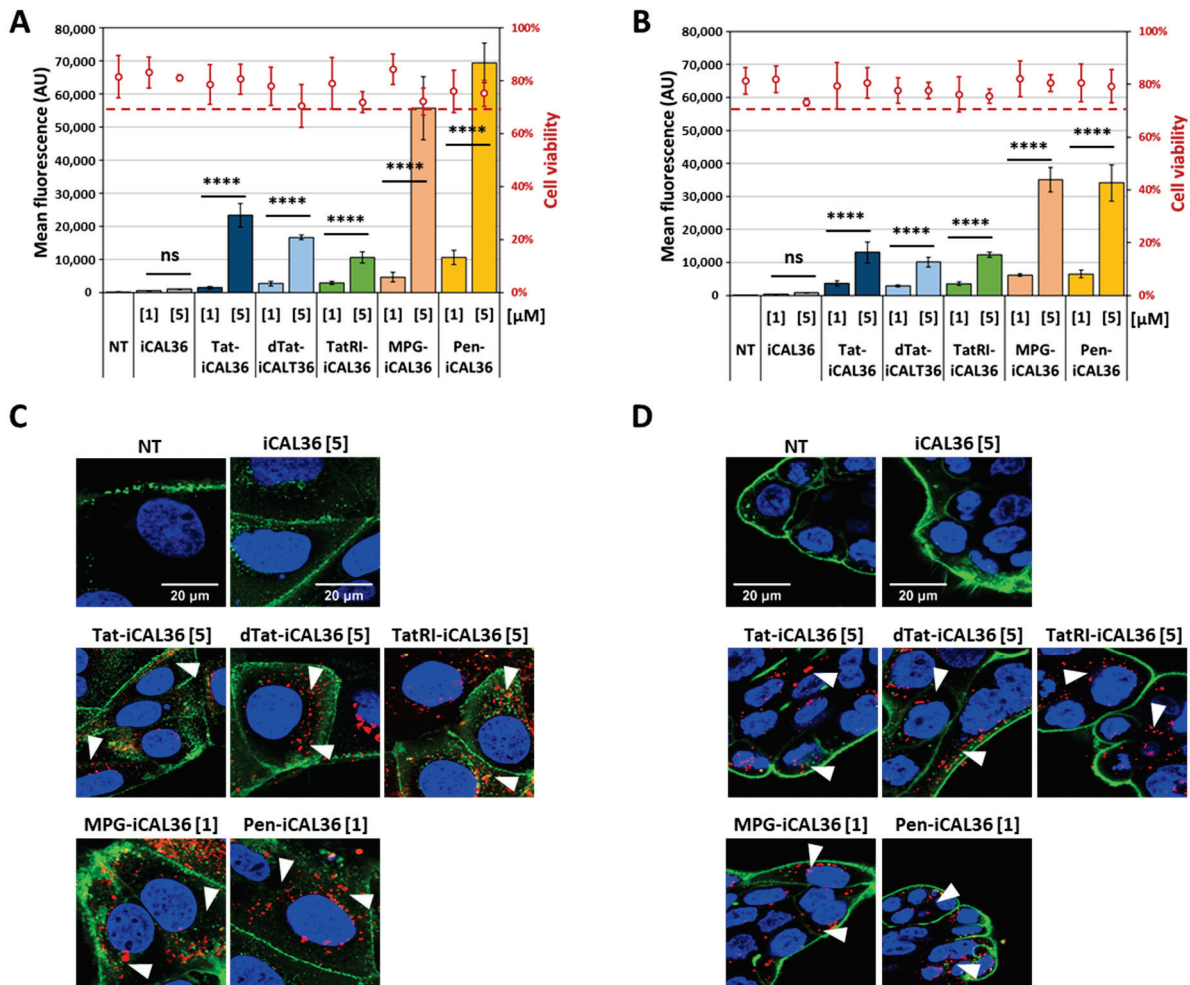 A
Mean fluorescence (AU)
80,000
70,000
60,000
50,000
40,000
30,000
20,000
10,000
0
100%
80%
60%
40%
20%
0%
Cell viability
ns
****
****
****
****
****
[1] [5] [1] [5] [1] [5] [1] [5] [1] [5] [1] [5] [µM]
NT iCAL36 Tat- dTat- TatRI- MPG- Pen-
iCAL36 iCALT36 iCAL36 iCAL36 iCAL36
B
Mean fluorescence (AU)
80,000
70,000
60,000
50,000
40,000
30,000
20,000
10,000
0
100%
80%
60%
40%
20%
0%
Cell viability
ns
****
****
****
****
****
[1] [5] [1] [5] [1] [5] [1] [5] [1] [5] [1] [5] [µM]
NT iCAL36 Tat- dTat- TatRI- MPG- Pen-
iCAL36 iCALT36 iCAL36 iCAL36 iCAL36
C
NT iCAL36 [5]
20 µm 20 µm
Tat-iCAL36 [5] dTat-iCAL36 [5] TatRI-iCAL36 [5]
MPG-iCAL36 [1] Pen-iCAL36 [1]
D
NT iCAL36 [5]
20 µm 20 µm
Tat-iCAL36 [5] dTat-iCAL36 [5] TatRI-iCAL36 [5]
MPG-iCAL36 [1] Pen-iCAL36 [1]